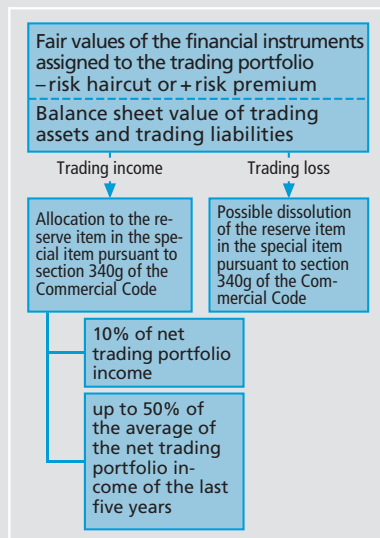 Fair values of the financial instruments
assigned to the trading portfolio
– risk haircut or + risk premium
Balance sheet value of trading
assets and trading liabilities
Trading income
Trading loss
Allocation to the re-
serve item in the spe-
cial item pursuant to
section 340g of the
Commercial Code
Possible dissolution
of the reserve item
in the special item
pursuant to section
340g of the Com-
mercial Code
10% of net
trading portfolio
income
up to 50% of
the average of
the net trading
portfolio in-
come of the last
five years